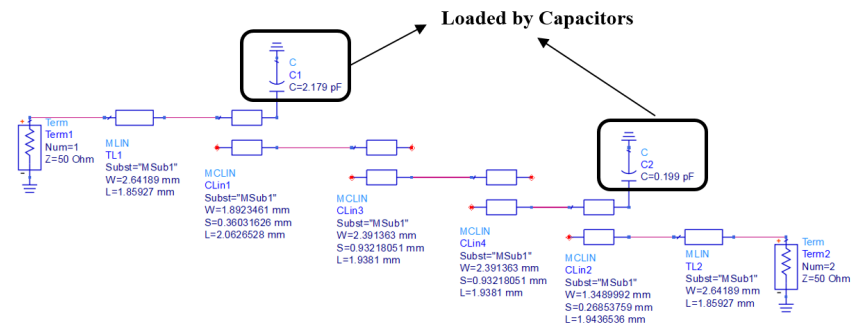 Loaded by Capacitors
C
C1
C=2.179 pF
Term
Term1
Num=1
Z=50 Ohm
MLIN
TL1
Subst="MSub1"
W=2.64189 mm
L=1.85927 mm
MCLIN
CLin1
Subst="MSub1"
W=1.8923461 mm
S=0.36031626 mm
L=2.0626528 mm
MCLIN
CLin3
Subst="MSub1"
W=2.391363 mm
S=0.93218051 mm
L=1.9381 mm
C
C2
C=0.199 pF
MCLIN
CLin4
Subst="MSub1"
W=2.391363 mm
S=0.93218051 mm
L=1.9381 mm
MCLIN
CLin2
Subst="MSub1"
W=1.3489992 mm
S=0.26853759 mm
L=1.9436536 mm
MLIN
TL2
Subst="MSub1"
W=2.64189 mm
L=1.85927 mm
Term
Term2
Num=2
Z=50 Ohm